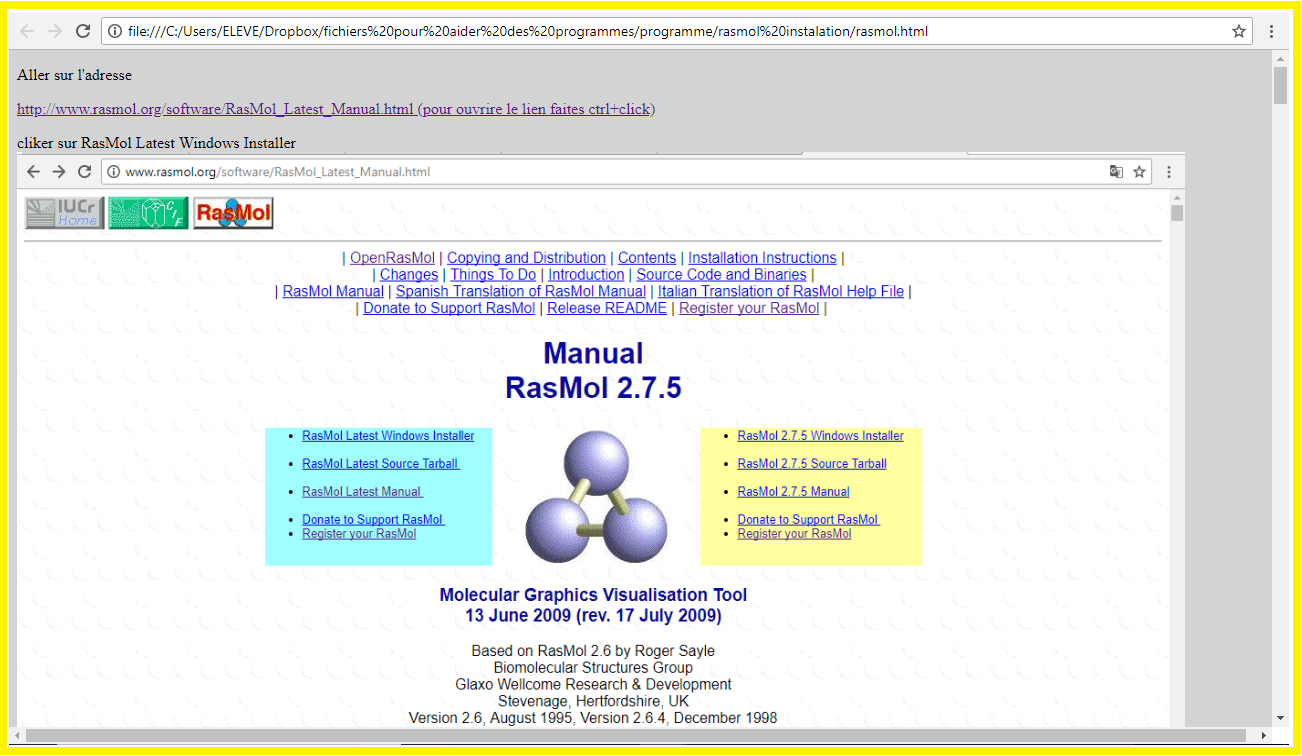 file:///C:/Users/ELEVE/Dropbox/fichiers%20pour%20aider%20des%20programmes/programme/rasmol%20instalation/rasmol.html
Aller sur l'adresse
http://www.rasmol.org/software/RasMol_Latest_Manual.html (pour ouvrire le lien faites ctrl+click)
cliker sur RasMol Latest Windows Installer
www.rasmol.org/software/RasMol_Latest_Manual.html
IUCr Home CIF RasMol
| OpenRasMol | Copying and Distribution | Contents | Installation Instructions |
| Changes | Things To Do | Introduction | Source Code and Binaries |
| RasMol Manual | Spanish Translation of RasMol Manual | Italian Translation of RasMol Help File |
| Donate to Support RasMol | Release README | Register your RasMol |
Manual
RasMol 2.7.5
• RasMol Latest Windows Installer
• RasMol Latest Source Tarball
• RasMol Latest Manual
• Donate to Support RasMol
• Register your RasMol
• RasMol 2.7.5 Windows Installer
• RasMol 2.7.5 Source Tarball
• RasMol 2.7.5 Manual
• Donate to Support RasMol
• Register your RasMol
Molecular Graphics Visualisation Tool
13 June 2009 (rev. 17 July 2009)
Based on RasMol 2.6 by Roger Sayle
Biomolecular Structures Group
Glaxo Wellcome Research & Development
Stevenage, Hertfordshire, UK
Version 2.6, August 1995, Version 2.6.4, December 1998